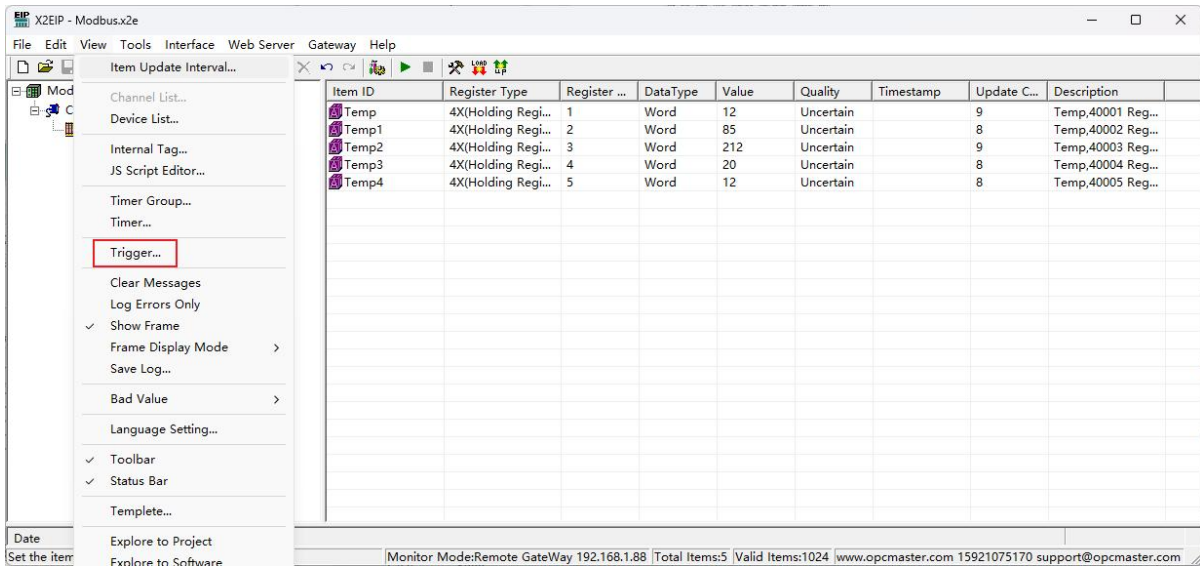 EIP X2EIP - Modbus.x2e
File Edit View Tools Interface Web Server Gateway Help
LOAD UP
Item Update Interval...
Channel List...
Device List...
Internal Tag...
JS Script Editor...
Timer Group...
Timer...
Trigger...
Clear Messages
Log Errors Only
Show Frame
Frame Display Mode
Save Log...
Bad Value
Language Setting...
Toolbar
Status Bar
Templete...
Explore to Project
Explore to Software
Mod
C
Item ID Register Type Register ... DataType Value Quality Timestamp Update C... Description
Temp 4X(Holding Regi... 1 Word 12 Uncertain 9 Temp,40001 Reg...
Temp1 4X(Holding Regi... 2 Word 85 Uncertain 8 Temp,40002 Reg...
Temp2 4X(Holding Regi... 3 Word 212 Uncertain 9 Temp,40003 Reg...
Temp3 4X(Holding Regi... 4 Word 20 Uncertain 8 Temp,40004 Reg...
Temp4 4X(Holding Regi... 5 Word 12 Uncertain 8 Temp,40005 Reg...
Date
Set the item
Monitor Mode:Remote GateWay 192.168.1.88 Total Items:5 Valid Items:1024 www.opcmaster.com 15921075170 support@opcmaster.com